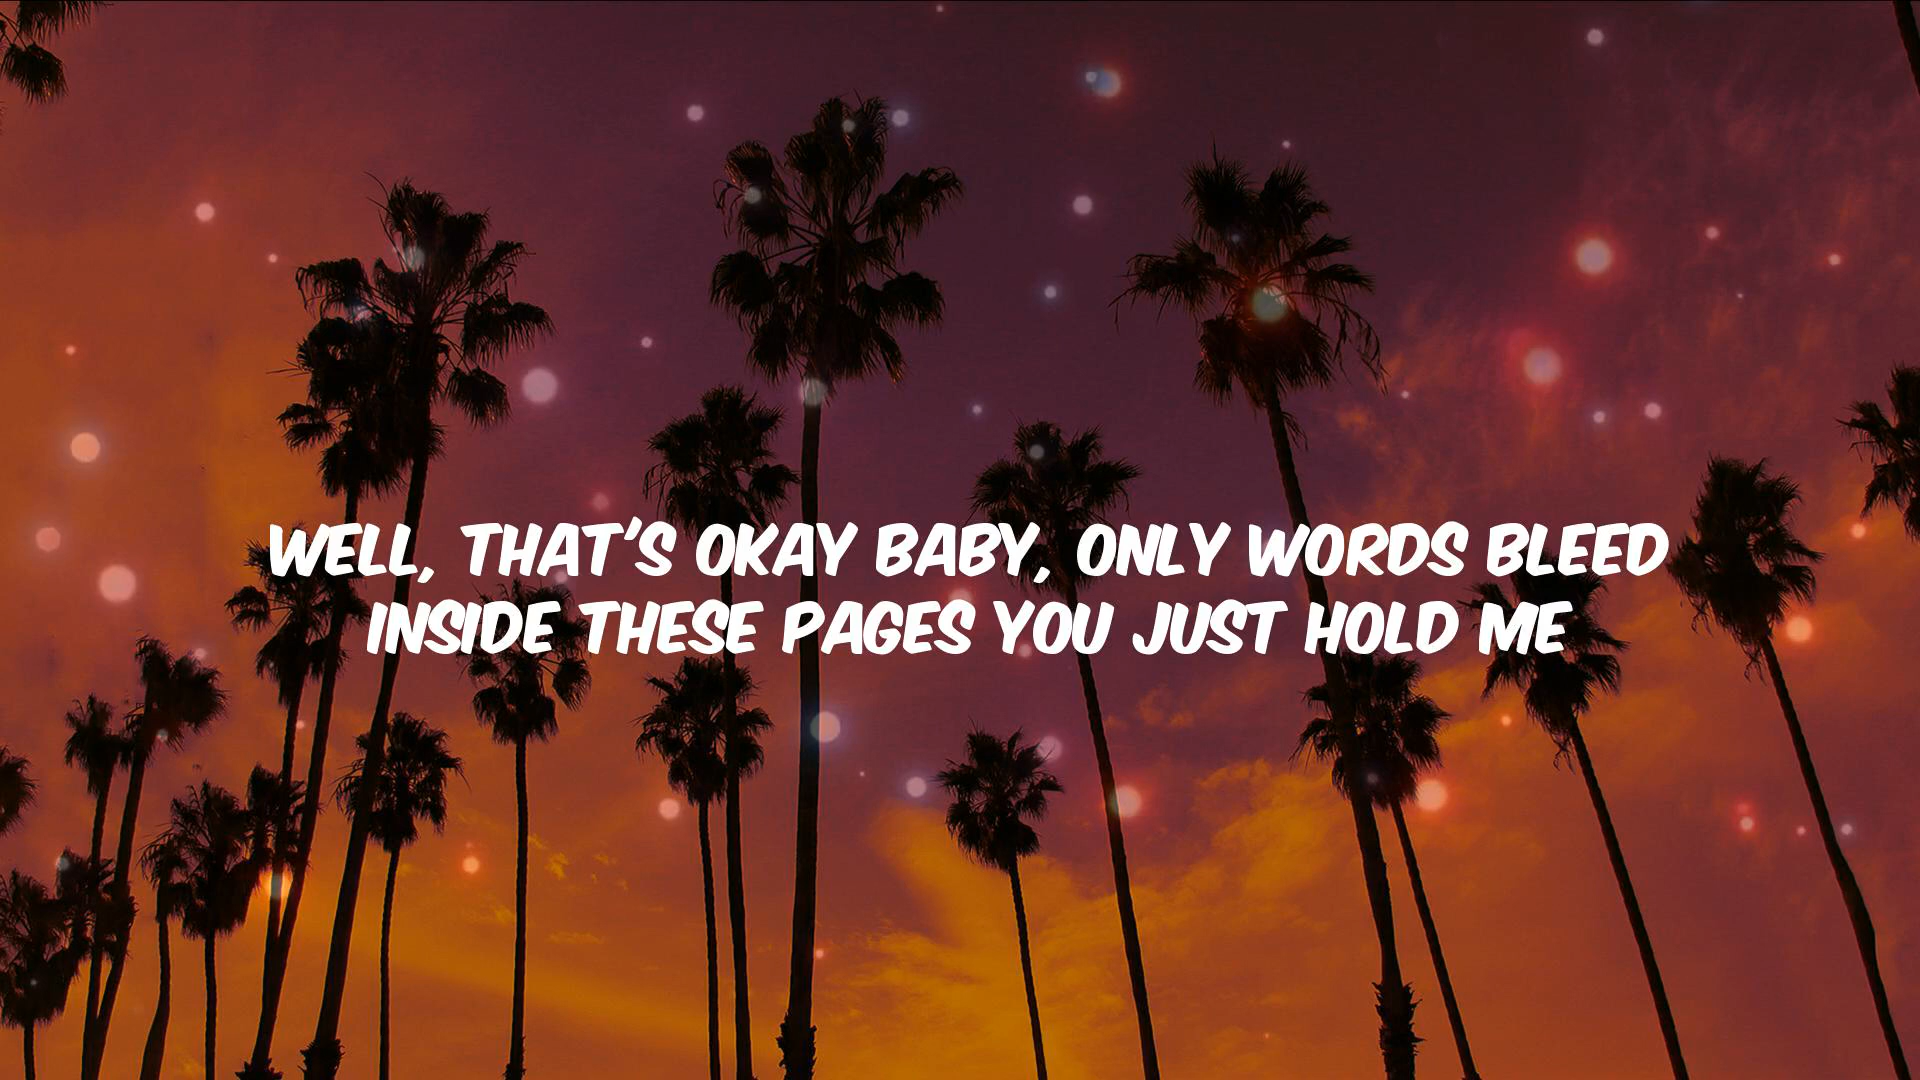 WELL, THAT'S OKAY BABY, ONLY WORDS BLEED
INSIDE THESE PAGES YOU JUST HOLD ME